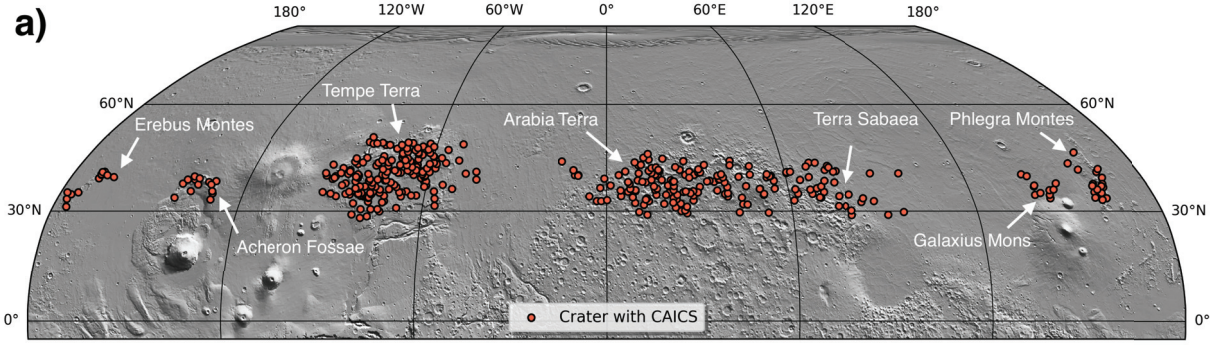 a)
180° 120°W 60°W 0° 60°E 120°E 180°
60°N 60°N
Tempe Terra
Erebus Montes Arabia Terra Terra Sabaea Phlegra Montes
30°N 30°N
Acheron Fossae Galaxius Mons
Crater with CAICS
0° 0°